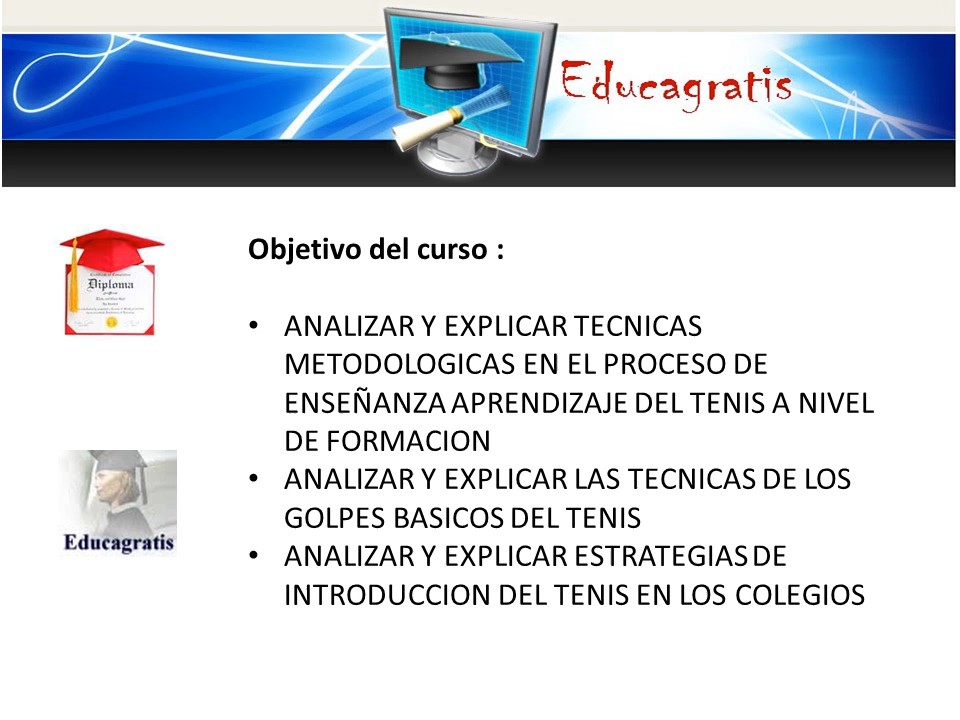 Educagratis
Objetivo del curso :
Diploma
• ANALIZAR Y EXPLICAR TECNICAS
METODOLOGICAS EN EL PROCESO DE
ENSEÑANZA APRENDIZAJE DEL TENIS A NIVEL
DE FORMACION
• ANALIZAR Y EXPLICAR LAS TECNICAS DE LOS
GOLPES BASICOS DEL TENIS
• ANALIZAR Y EXPLICAR ESTRATEGIAS DE
INTRODUCCION DEL TENIS EN LOS COLEGIOS
Educagratis